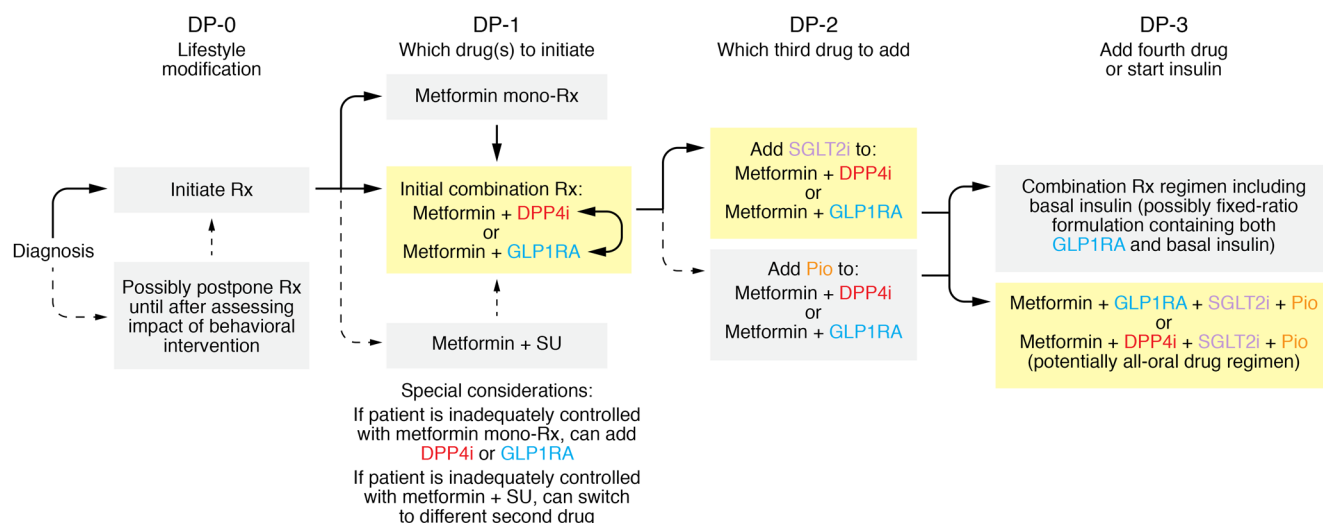 DP-0
Lifestyle
modification
DP-1
Which drug(s) to initiate
DP-2
Which third drug to add
DP-3
Add fourth drug
or start insulin
Diagnosis
Initiate Rx
Possibly postpone Rx
until after assessing
impact of behavioral
intervention
Metformin mono-Rx
Initial combination Rx:
Metformin + DPP4i
or
Metformin + GLP1RA
Metformin + SU
Special considerations:
If patient is inadequately controlled
with metformin mono-Rx, can add
DPP4i or GLP1RA
If patient is inadequately controlled
with metformin + SU, can switch
to different second drug
Add SGLT2i to:
Metformin + DPP4i
or
Metformin + GLP1RA
Add Pio to:
Metformin + DPP4i
or
Metformin + GLP1RA
Combination Rx regimen including
basal insulin (possibly fixed-ratio
formulation containing both
GLP1RA and basal insulin)
Metformin + GLP1RA + SGLT2i + Pio
or
Metformin + DPP4i + SGLT2i + Pio
(potentially all-oral drug regimen)